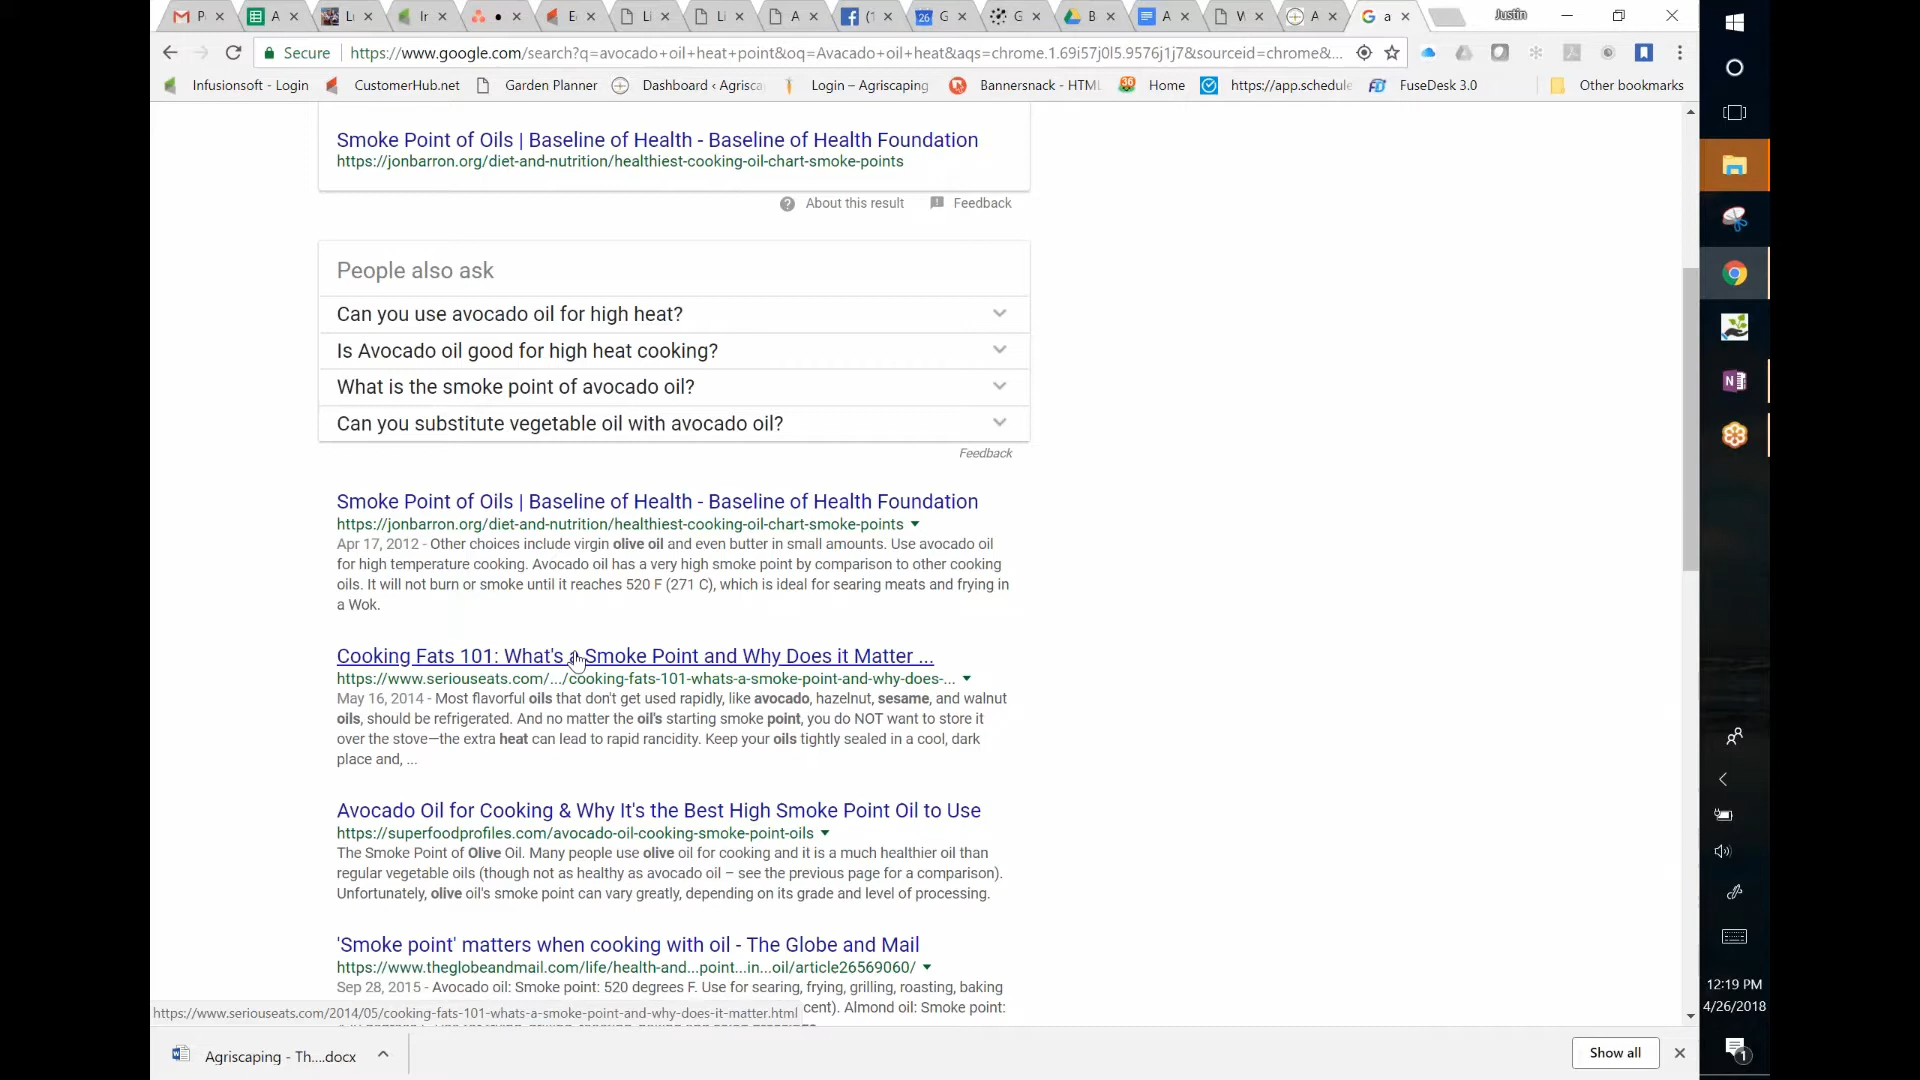 P
A
Lu
Ir
E
Li
Li
A
(1
26
G
G
B
A
V
A
a
Justin
Secure
https://www.google.com/search?q=avocado+oil+heat+point&oq=Avacado+oil+heat&aqs=chrome.1.69i57j0l5.9576j1j7&sourceid=chrome&...
Infusionsoft - Login
CustomerHub.net
Garden Planner
Dashboard ‹ Agrisca
Login – Agriscaping
Bannersnack - HTML
36
Home
https://app.schedule
FuseDesk 3.0
Other bookmarks
Smoke Point of Oils | Baseline of Health - Baseline of Health Foundation
https://jonbarron.org/diet-and-nutrition/healthiest-cooking-oil-chart-smoke-points
About this result
Feedback
People also ask
Can you use avocado oil for high heat?
Is Avocado oil good for high heat cooking?
What is the smoke point of avocado oil?
Can you substitute vegetable oil with avocado oil?
Feedback
Smoke Point of Oils | Baseline of Health - Baseline of Health Foundation
https://jonbarron.org/diet-and-nutrition/healthiest-cooking-oil-chart-smoke-points
Apr 17, 2012 - Other choices include virgin olive oil and even butter in small amounts. Use avocado oil
for high temperature cooking. Avocado oil has a very high smoke point by comparison to other cooking
oils. It will not burn or smoke until it reaches 520 F (271 C), which is ideal for searing meats and frying in
a Wok.
Cooking Fats 101: What's a Smoke Point and Why Does it Matter ...
https://www.seriouseats.com/.../cooking-fats-101-whats-a-smoke-point-and-why-does-...
May 16, 2014 - Most flavorful oils that don't get used rapidly, like avocado, hazelnut, sesame, and walnut
oils, should be refrigerated. And no matter the oil's starting smoke point, you do NOT want to store it
over the stove—the extra heat can lead to rapid rancidity. Keep your oils tightly sealed in a cool, dark
place and, ...
Avocado Oil for Cooking & Why It's the Best High Smoke Point Oil to Use
https://superfoodprofiles.com/avocado-oil-cooking-smoke-point-oils
The Smoke Point of Olive Oil. Many people use olive oil for cooking and it is a much healthier oil than
regular vegetable oils (though not as healthy as avocado oil – see the previous page for a comparison).
Unfortunately, olive oil's smoke point can vary greatly, depending on its grade and level of processing.
'Smoke point' matters when cooking with oil - The Globe and Mail
https://www.theglobeandmail.com/life/health-and...point...in...oil/article26569060/
Sep 28, 2015 - Avocado oil: Smoke point: 520 degrees F. Use for searing, frying, grilling, roasting, baking
cent). Almond oil: Smoke point:
https://www.seriouseats.com/2014/05/cooking-fats-101-whats-a-smoke-point-and-why-does-it-matter.html
Agriscaping - Th....docx
Show all
N
12:19 PM
4/26/2018
1